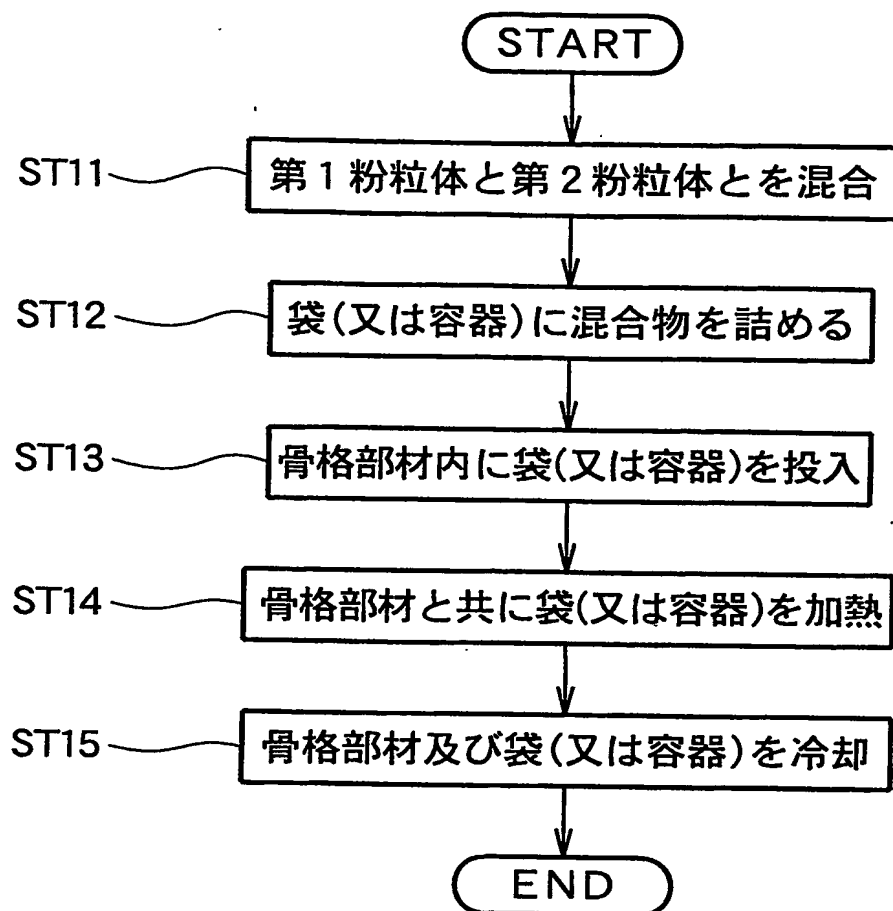 START
ST11 第1粉粒体と第2粉粒体とを混合
ST12 袋(又は容器)に混合物を詰める
ST13 骨格部材内に袋(又は容器)を投入
ST14 骨格部材と共に袋(又は容器)を加熱
ST15 骨格部材及び袋(又は容器)を冷却
END